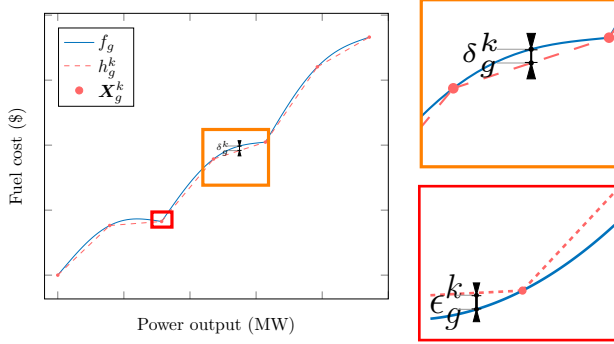 f_g
h_g^k
X_g^k
δ_g^k
Fuel cost ($)
Power output (MW)
δ_g^k
ϵ_g^k